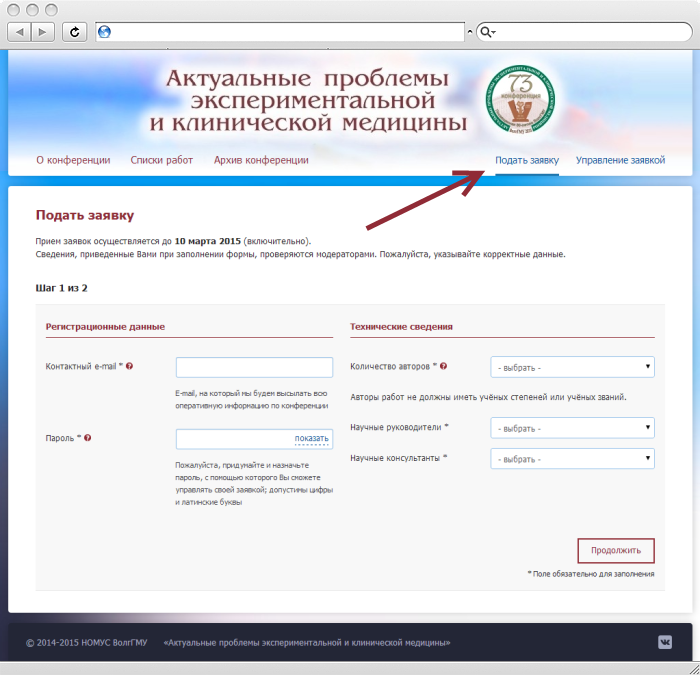 Актуальные проблемы
экспериментальной
и клинической медицины
73
конференция
О конференции
Списки работ
Архив конференции
Подать заявку
Управление заявкой
Подать заявку
Прием заявок осуществляется до 10 марта 2015 (включительно).
Сведения, приведенные Вами при заполнении формы, проверяются модераторами. Пожалуйста, указывайте корректные данные.
Шаг 1 из 2
Регистрационные данные
Контактный e-mail * ?
E-mail, на который мы будем высылать всю
оперативную информацию по конференции
Пароль * ?
показать
Пожалуйста, придумайте и назначьте
пароль, с помощью которого Вы сможете
управлять своей заявкой; допустимы цифры
и латинские буквы
Технические сведения
Количество авторов * ?
- выбрать -
Авторы работ не должны иметь учёных степеней или учёных званий.
Научные руководители *
- выбрать -
Научные консультанты *
- выбрать -
Продолжить
* Поле обязательно для заполнения
© 2014-2015 НОМУС ВолгГМУ
«Актуальные проблемы экспериментальной и клинической медицины»